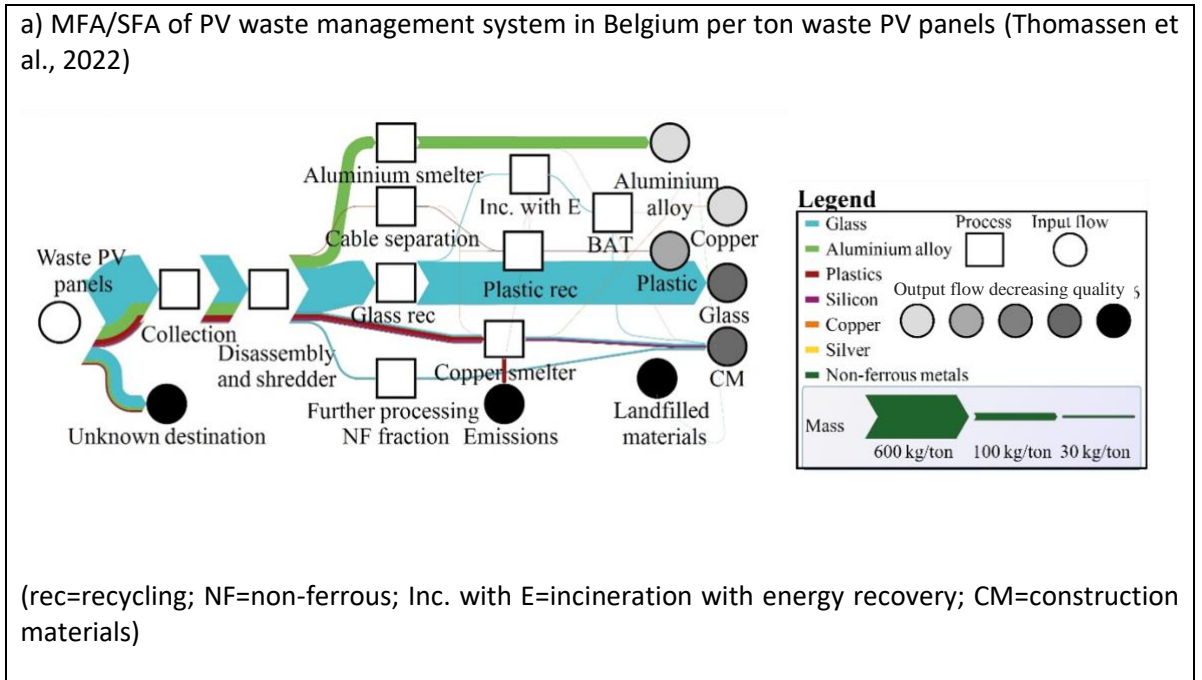 a) MFA/SFA of PV waste management system in Belgium per ton waste PV panels (Thomassen et
al., 2022)
Aluminium smelter
Inc. with E
Aluminium
alloy
Cable separation
BAT
Copper
Waste PV
panels
Plastic rec
Plastic
Collection
Glass rec
Glass
Disassembly
and shredder
Copper smelter
CM
Further processing
NF fraction
Emissions
Landfilled
materials
Unknown destination
Legend
Glass
Aluminium alloy
Plastics
Silicon
Copper
Silver
Non-ferrous metals
Process
Input flow
Output flow decreasing quality
Mass
600 kg/ton
100 kg/ton
30 kg/ton
(rec=recycling; NF=non-ferrous; Inc. with E=incineration with energy recovery; CM=construction
materials)